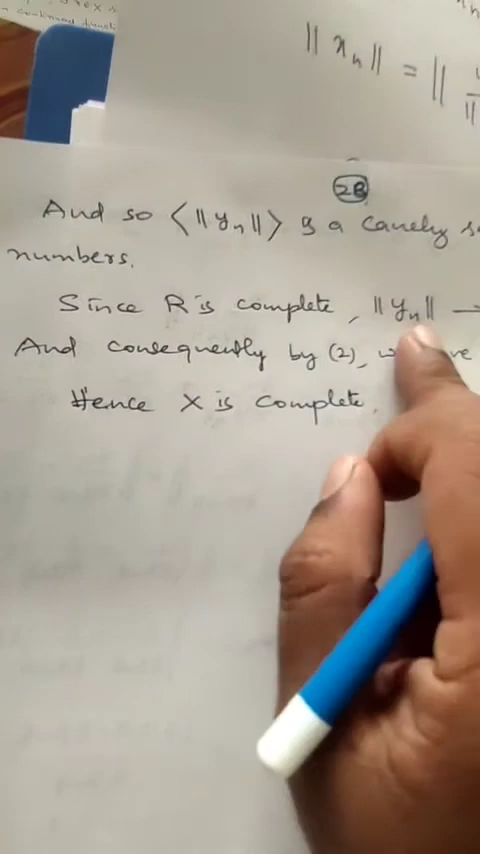 || xₙ || = ||
2B
And so ⟨|| yₙ ||⟩ is a cauchy
numbers.
Since R is complete, || yₙ || →
And consequently by (2),
Hence X is complete.